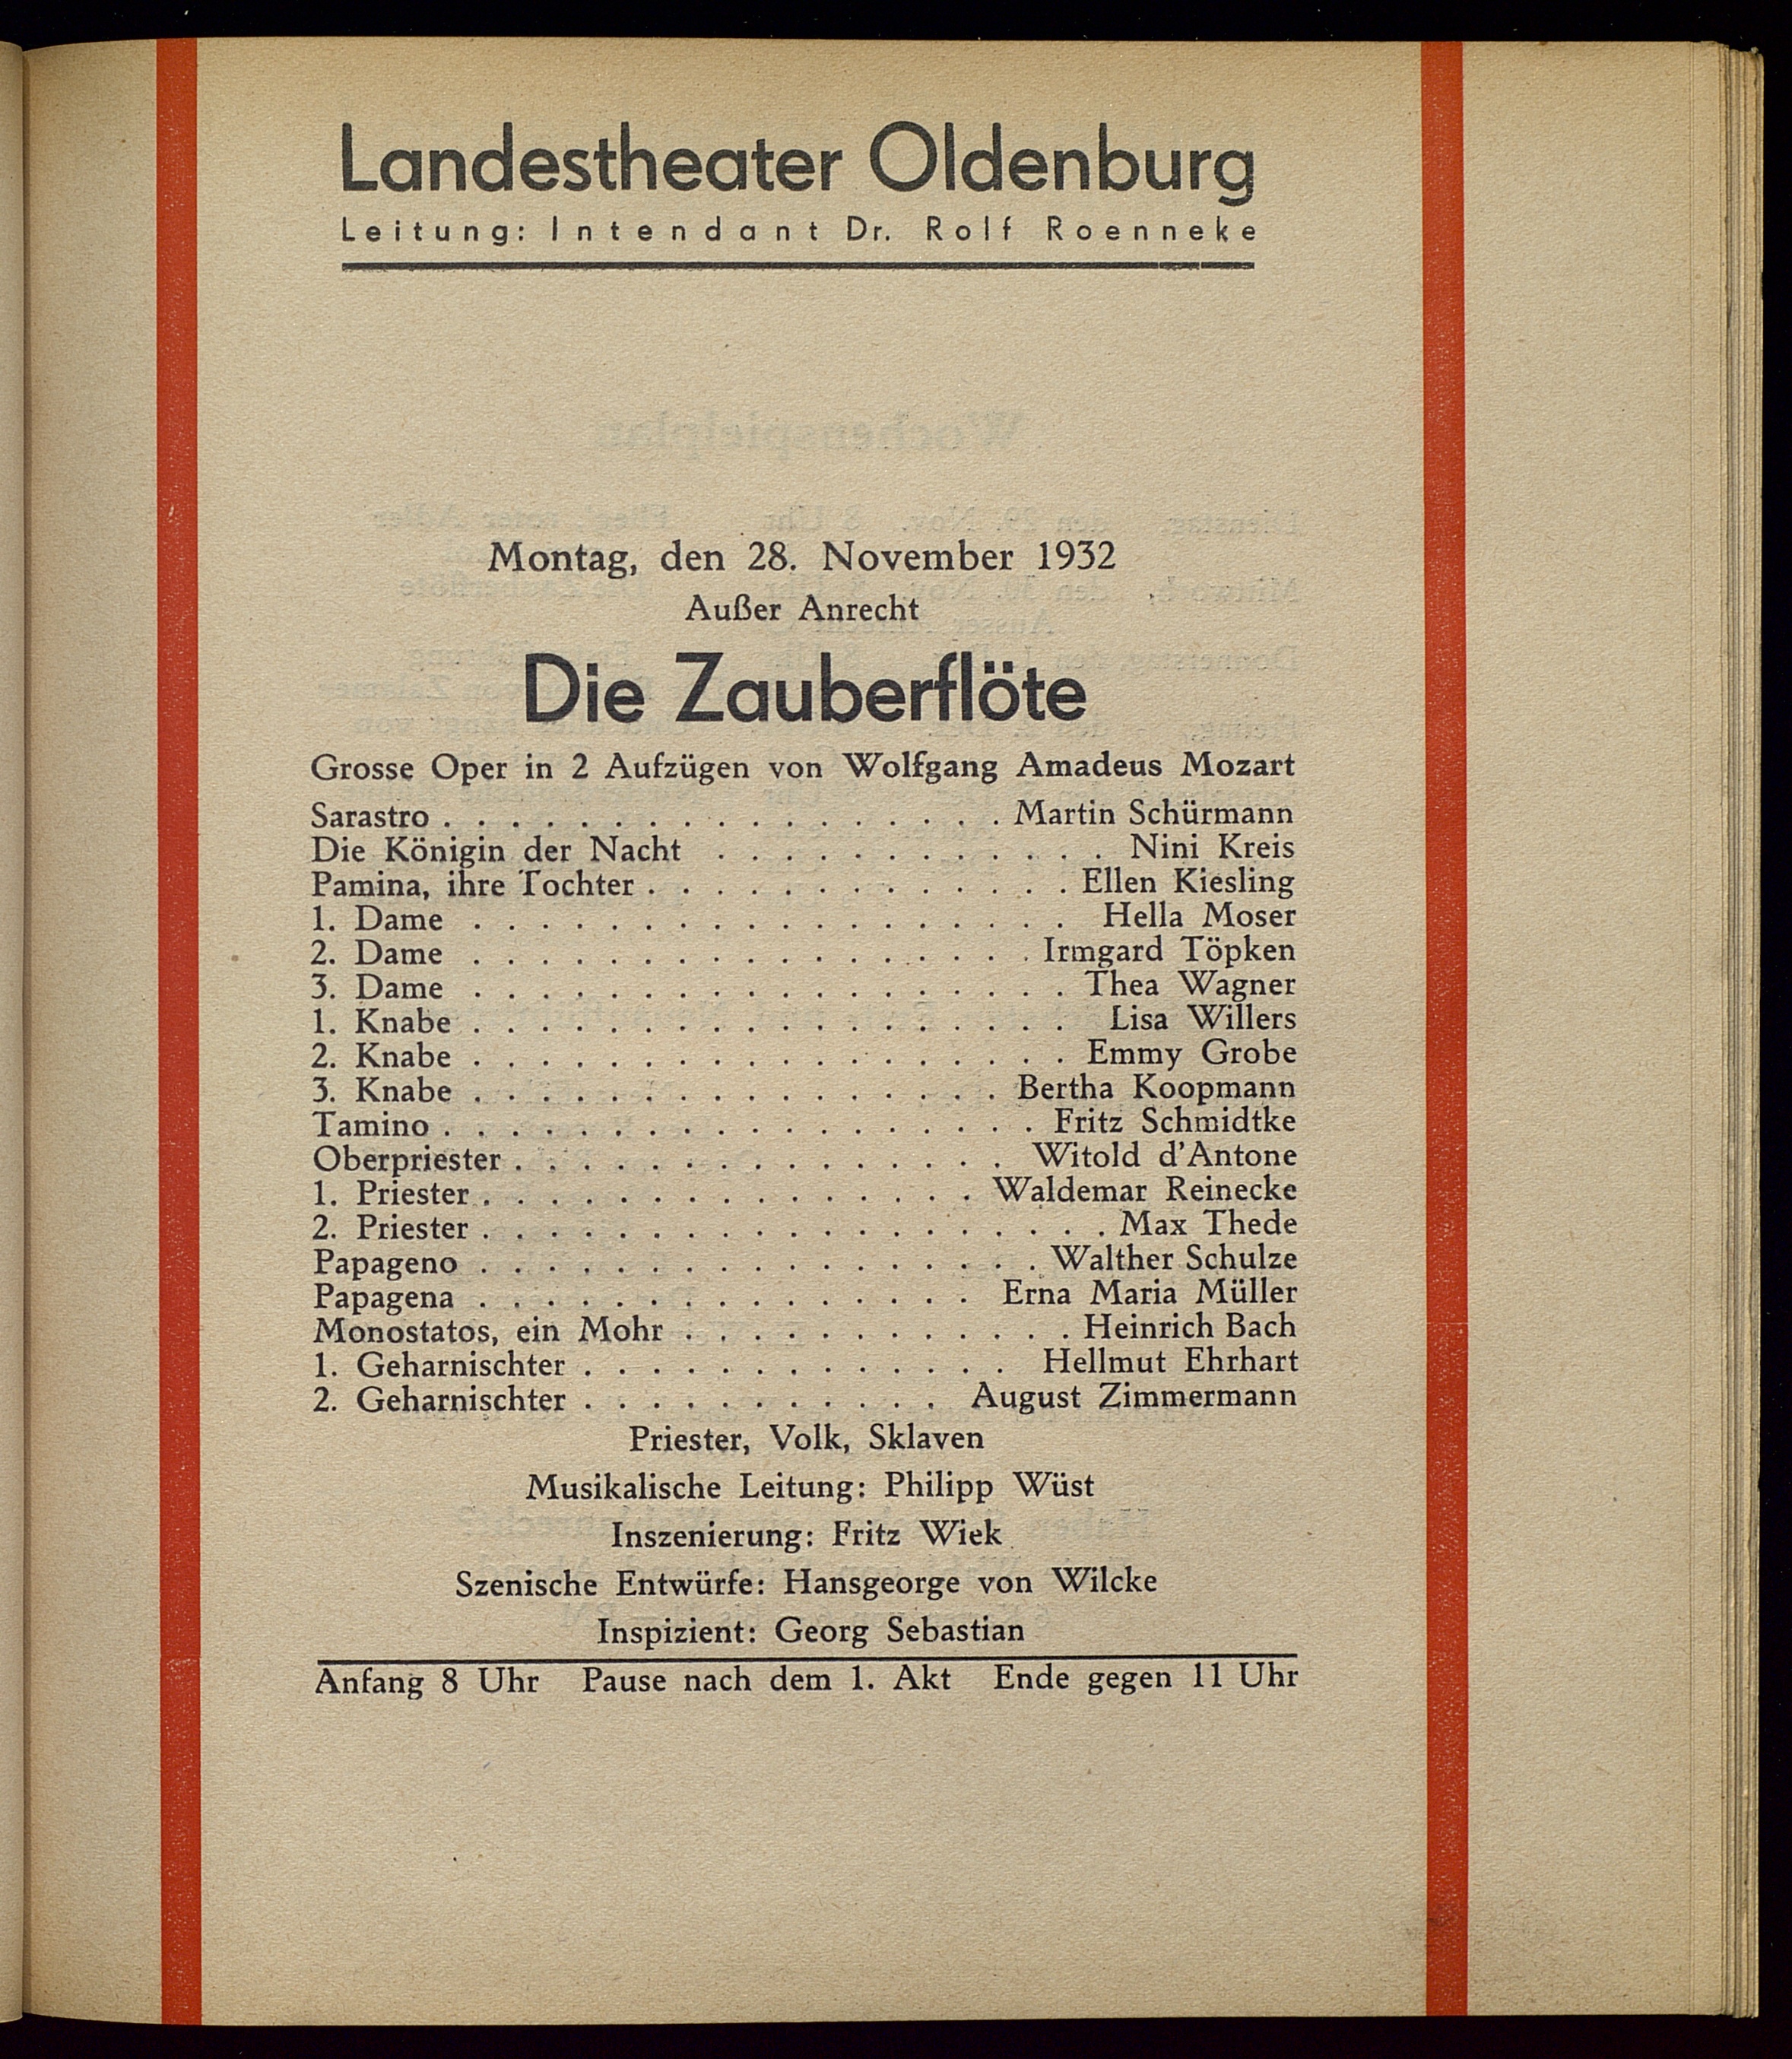 Landestheater Oldenburg
Leitung: Intendant Dr. Rolf Roenneke
Montag, den 28. November 1932
Außer Anrecht
Die Zauberflöte
Grosse Oper in 2 Aufzügen von Wolfgang Amadeus Mozart
Sarastro . . . . . . . . . . . . . . . . . Martin Schürmann
Die Königin der Nacht . . . . . . . . . . . . Nini Kreis
Pamina, ihre Tochter . . . . . . . . . . . . . Ellen Kiesling
1. Dame . . . . . . . . . . . . . . . . . . Hella Moser
2. Dame . . . . . . . . . . . . . . . . . Irmgard Töpken
3. Dame . . . . . . . . . . . . . . . . . . Thea Wagner
1. Knabe . . . . . . . . . . . . . . . . . . Lisa Willers
2. Knabe . . . . . . . . . . . . . . . . . . Emmy Grobe
3. Knabe . . . . . . . . . . . . . . . . Bertha Koopmann
Tamino . . . . . . . . . . . . . . . . . . Fritz Schmidtke
Oberpriester . . . . . . . . . . . . . . . Witold d'Antone
1. Priester . . . . . . . . . . . . . . . Waldemar Reinecke
2. Priester . . . . . . . . . . . . . . . . . . . Max Thede
Papageno . . . . . . . . . . . . . . . . . Walther Schulze
Papagena . . . . . . . . . . . . . . . Erna Maria Müller
Monostatos, ein Mohr . . . . . . . . . . . . Heinrich Bach
1. Geharnischter . . . . . . . . . . . . . Hellmut Ehrhart
2. Geharnischter . . . . . . . . . . . August Zimmermann
Priester, Volk, Sklaven
Musikalische Leitung: Philipp Wüst
Inszenierung: Fritz Wiek
Szenische Entwürfe: Hansgeorge von Wilcke
Inspizient: Georg Sebastian
Anfang 8 Uhr Pause nach dem 1. Akt Ende gegen 11 Uhr